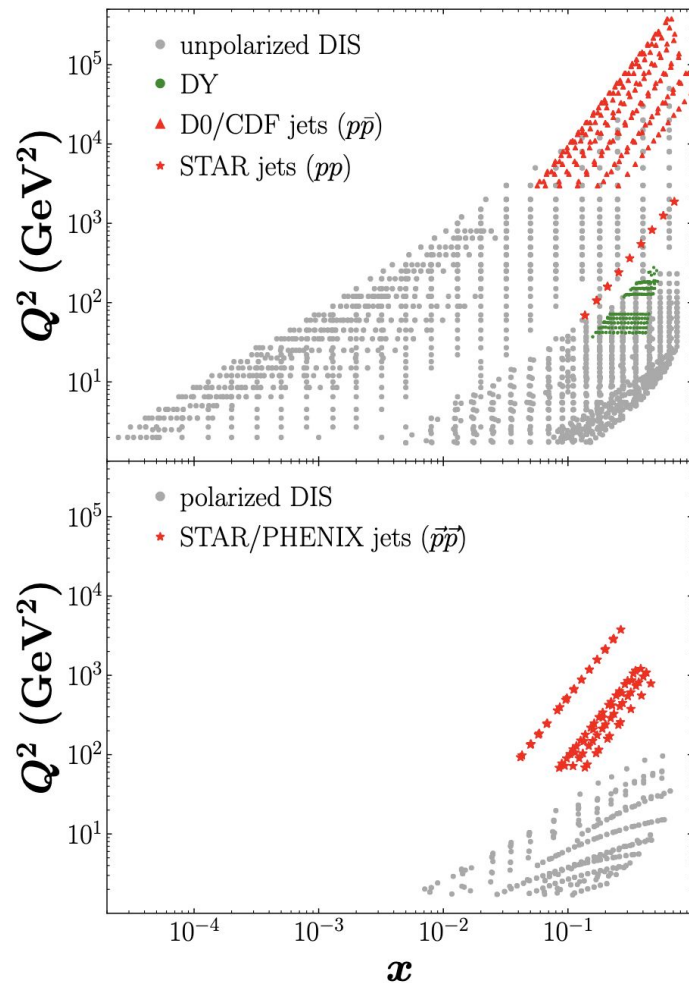 unpolarized DIS
DY
D0/CDF jets (pp̄)
STAR jets (pp)
10⁵
10⁴
10³
10²
10¹
Q² (GeV²)
polarized DIS
STAR/PHENIX jets (p⃗p⃗)
10⁵
10⁴
10³
10²
10¹
Q² (GeV²)
10⁻⁴
10⁻³
10⁻²
10⁻¹
x